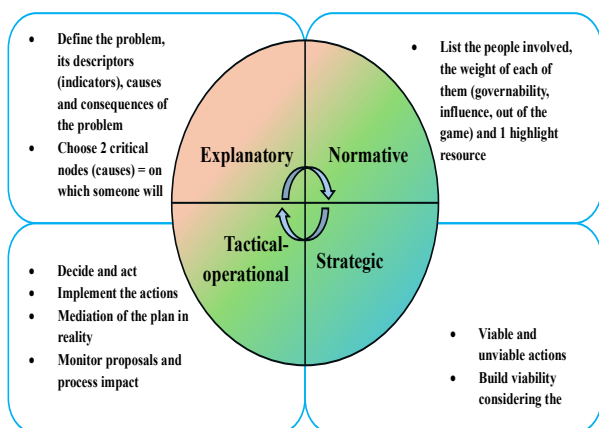 • Define the problem,
its descriptors
(indicators), causes
and consequences of
the problem
• Choose 2 critical
nodes (causes) = on
which someone will
• List the people involved,
the weight of each of
them (governability,
influence, out of the
game) and 1 highlight
resource
Explanatory
Normative
Tactical-
operational
Strategic
• Decide and act
• Implement the actions
• Mediation of the plan in
reality
• Monitor proposals and
process impact
• Viable and
unviable actions
• Build viability
considering the